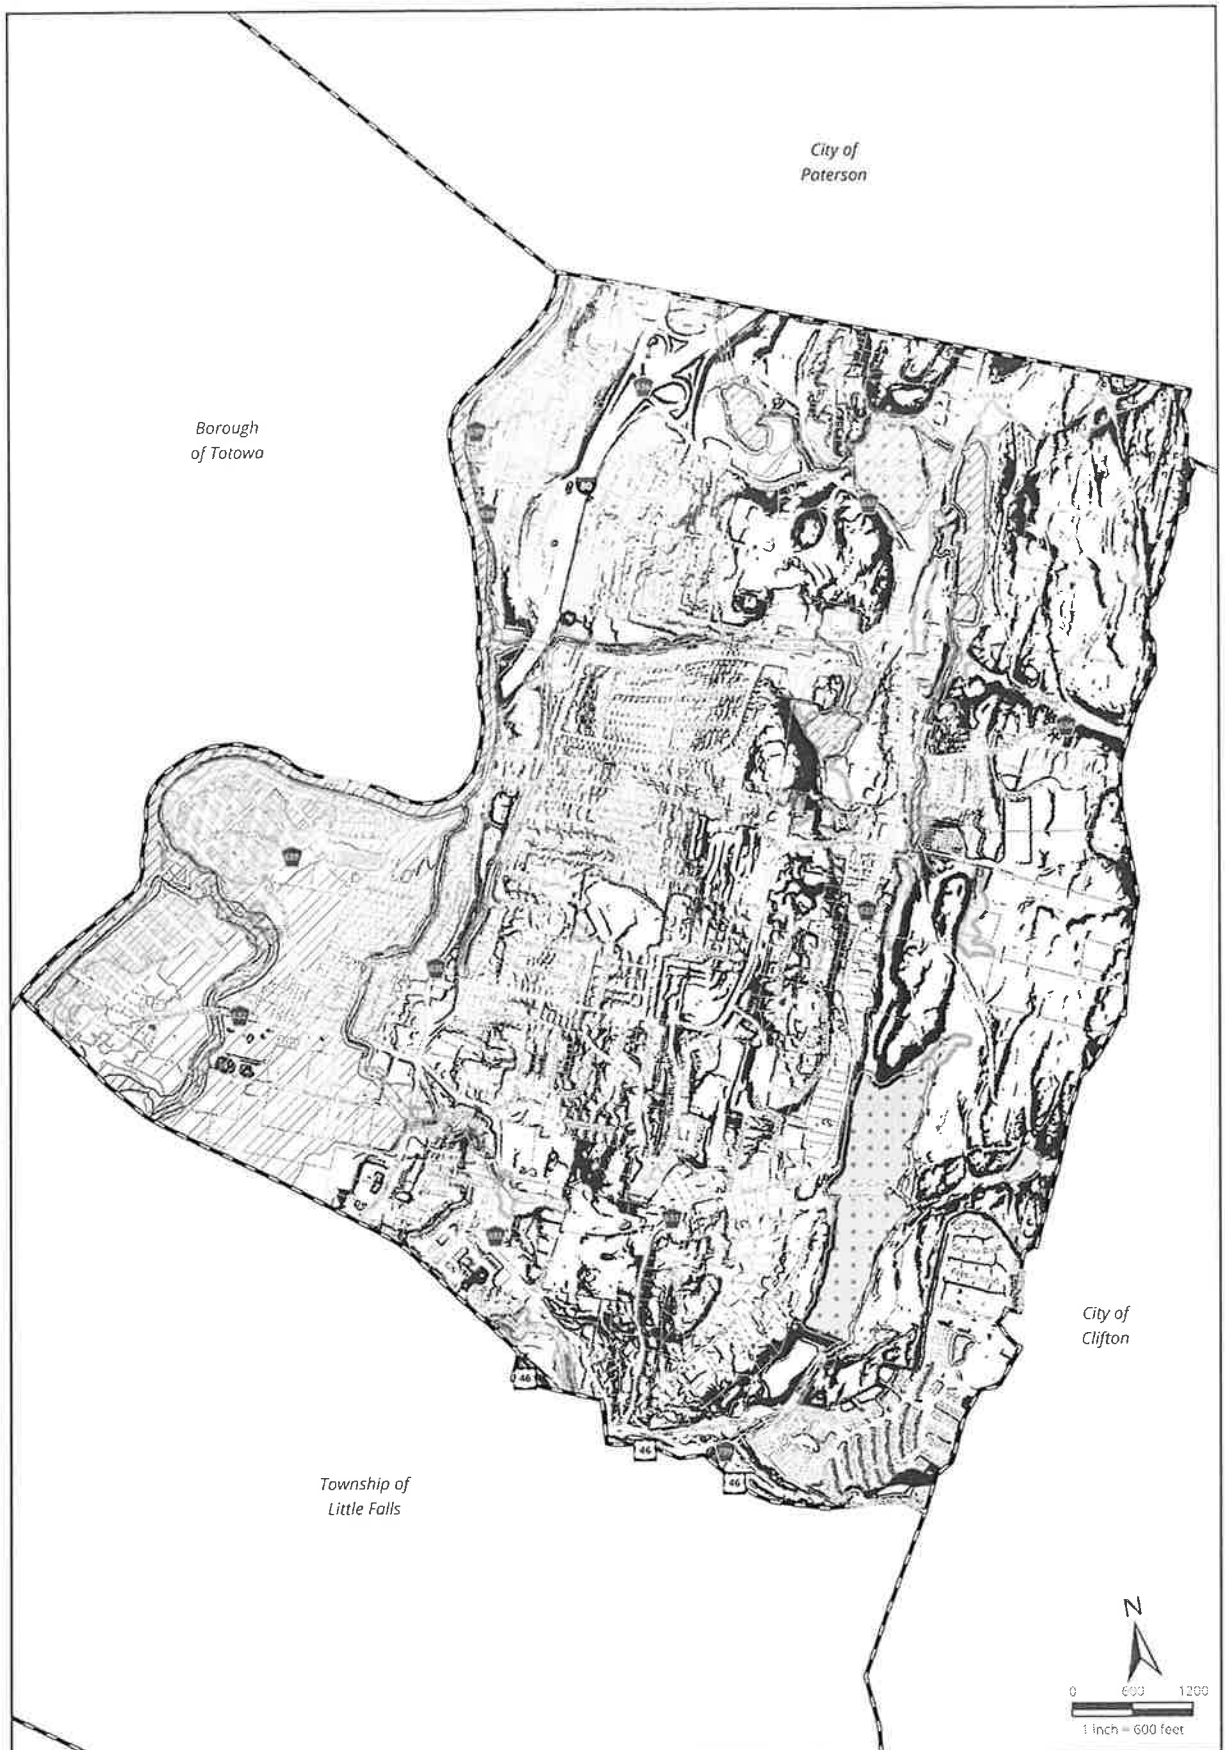 City of
Paterson
Borough
of Totowa
46
46
46
City of
Clifton
Township of
Little Falls
N
0 600 1200
1 inch = 600 feet